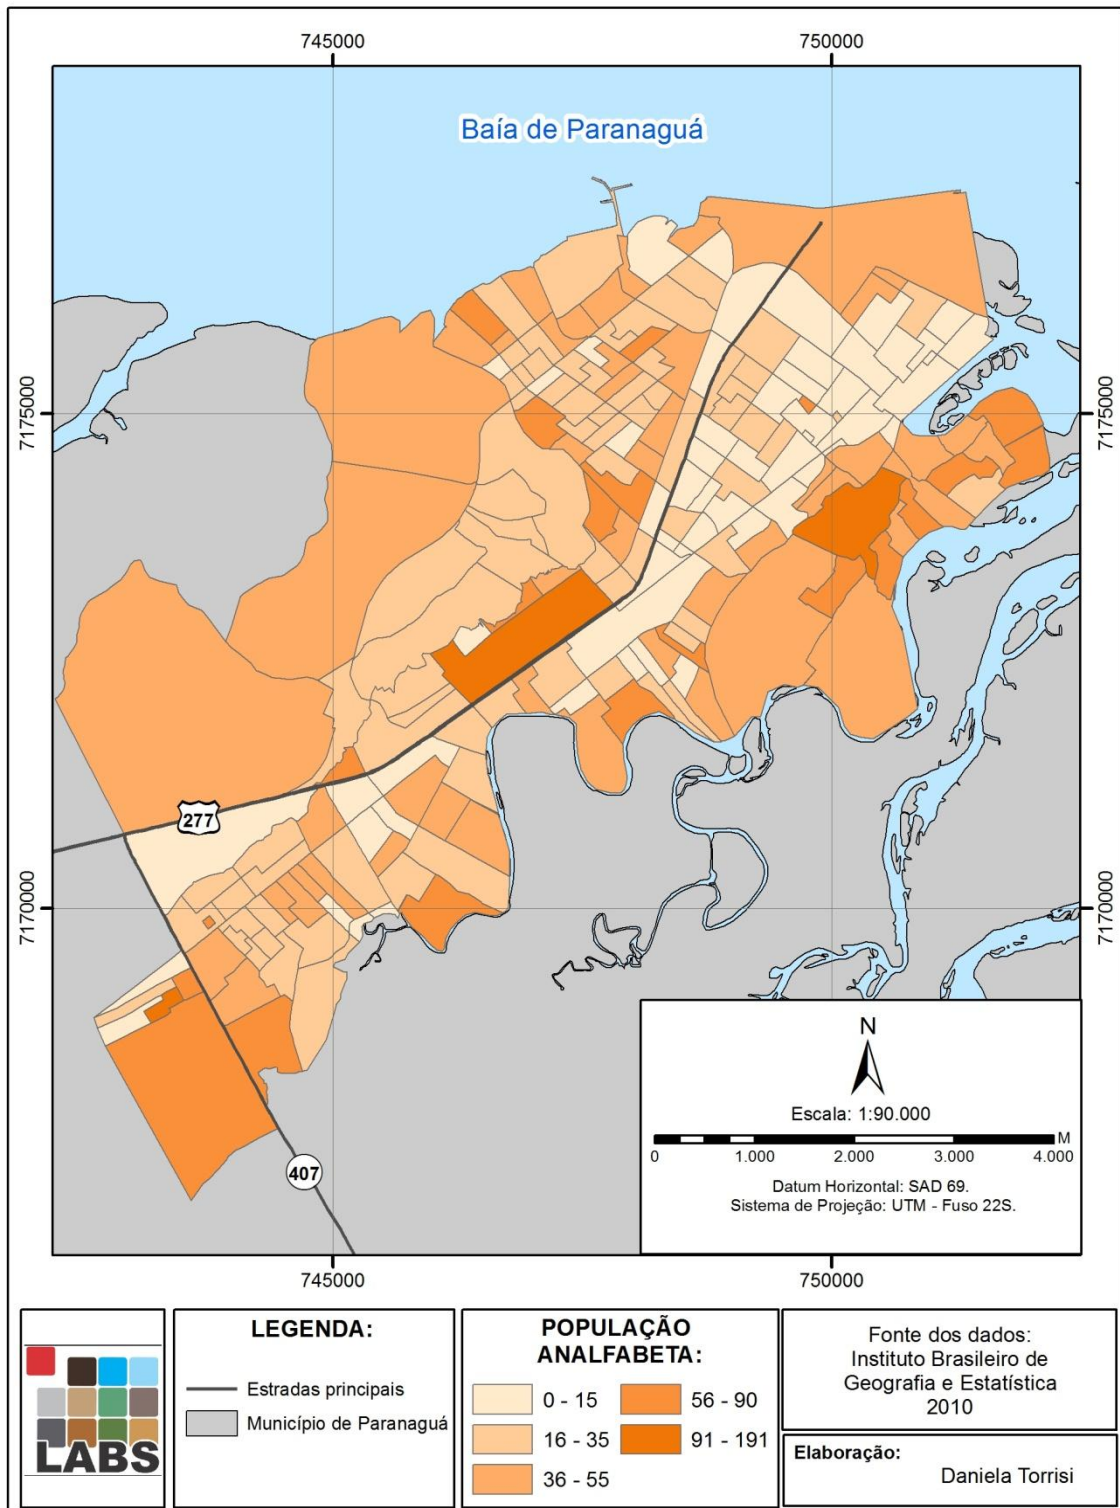 745000
750000
Baía de Paranaguá
7175000
7175000
277
7170000
7170000
N
Escala: 1:90.000
M
0
1.000
2.000
3.000
4.000
Datum Horizontal: SAD 69.
Sistema de Projeção: UTM - Fuso 22S.
407
745000
750000
LABS
LEGENDA:
Estradas principais
Município de Paranaguá
POPULAÇÃO
ANALFABETA:
0 - 15
56 - 90
16 - 35
91 - 191
36 - 55
Fonte dos dados:
Instituto Brasileiro de
Geografia e Estatística
2010
Elaboração:
Daniela Torrisi